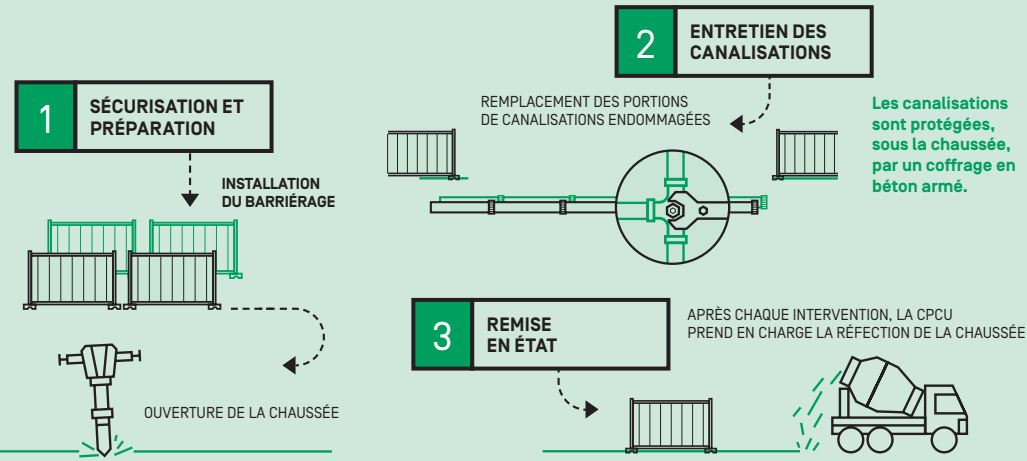 1
SÉCURISATION ET
PRÉPARATION
INSTALLATION
DU BARRIÉRAGE
OUVERTURE DE LA CHAUSSÉE
2
ENTRETIEN DES
CANALISATIONS
REMPLACEMENT DES PORTIONS
DE CANALISATIONS ENDOMMAGÉES
Les canalisations
sont protégées,
sous la chaussée,
par un coffrage en
béton armé.
3
REMISE
EN ÉTAT
APRÈS CHAQUE INTERVENTION, LA CPCU
PREND EN CHARGE LA RÉFECTION DE LA CHAUSSÉE